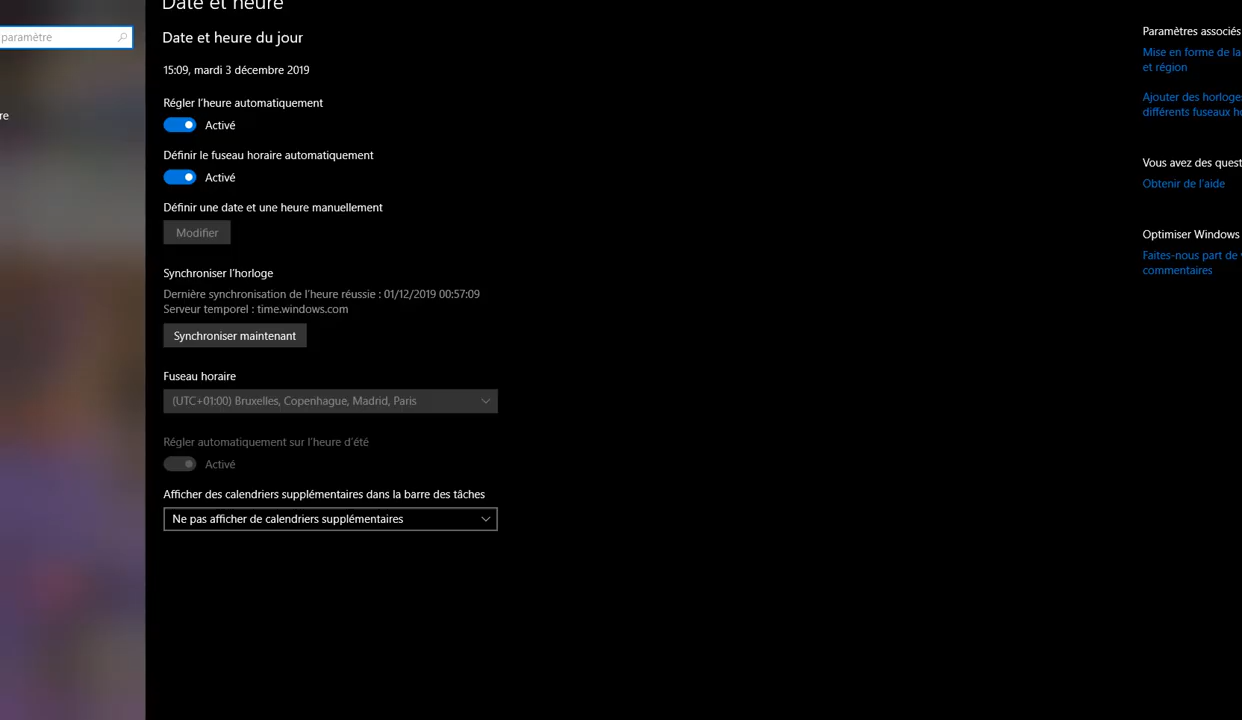 Date et heure
paramètre
re
Date et heure du jour
15:09, mardi 3 décembre 2019
Régler l'heure automatiquement
Activé
Définir le fuseau horaire automatiquement
Activé
Définir une date et une heure manuellement
Modifier
Synchroniser l'horloge
Dernière synchronisation de l'heure réussie : 01/12/2019 00:57:09
Serveur temporel : time.windows.com
Synchroniser maintenant
Fuseau horaire
(UTC+01:00) Bruxelles, Copenhague, Madrid, Paris
Régler automatiquement sur l'heure d'été
Activé
Afficher des calendriers supplémentaires dans la barre des tâches
Ne pas afficher de calendriers supplémentaires
Paramètres associés
Mise en forme de la
et région
Ajouter des horloges
différents fuseaux ho
Vous avez des quest
Obtenir de l'aide
Optimiser Windows
Faites-nous part de
commentaires